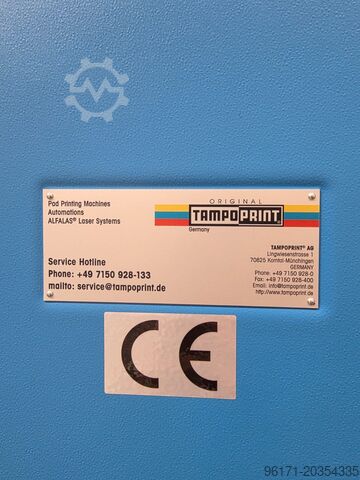 Pad Printing Machines
Automations
ALFALAS® Laser Systems
ORIGINAL
TAMPOPRINT®
Germany
Service Hotline
Phone: +49 7150 928-133
mailto: service@tampoprint.de
TAMPOPRINT® AG
Lingwiesenstrasse 1
70825 Korntal-Münchingen
GERMANY
Phone: +49 7150 928-0
Fax: +49 7150 928-400
Email: info@tampoprint.de
http://www.tampoprint.de
CE
96171-20354335